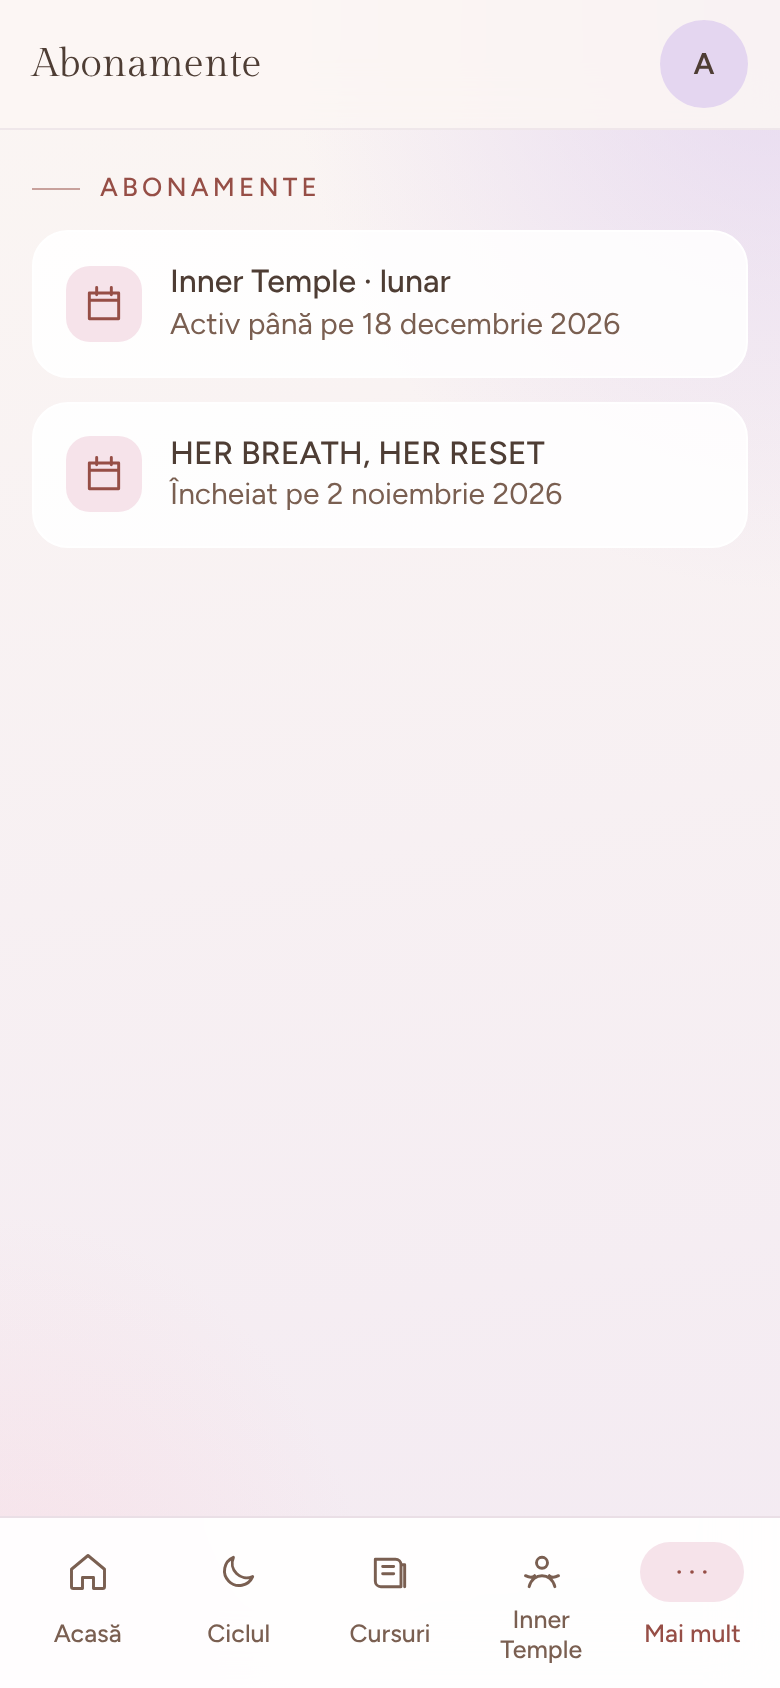 Abonamente
A
ABONAMENTE
Inner Temple · lunar
Activ până pe 18 decembrie 2026
HER BREATH, HER RESET
Încheiat pe 2 noiembrie 2026
Acasă
Ciclul
Cursuri
Inner
Temple
Mai mult